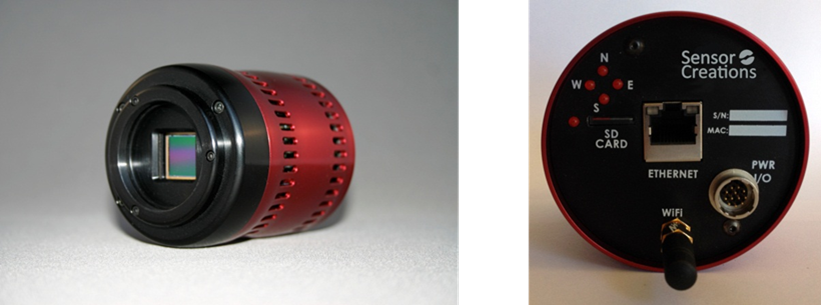 Sensor
Creations
N
W E
S
SD
CARD
ETHERNET
S/N:
MAC:
PWR
I/O
WiFi